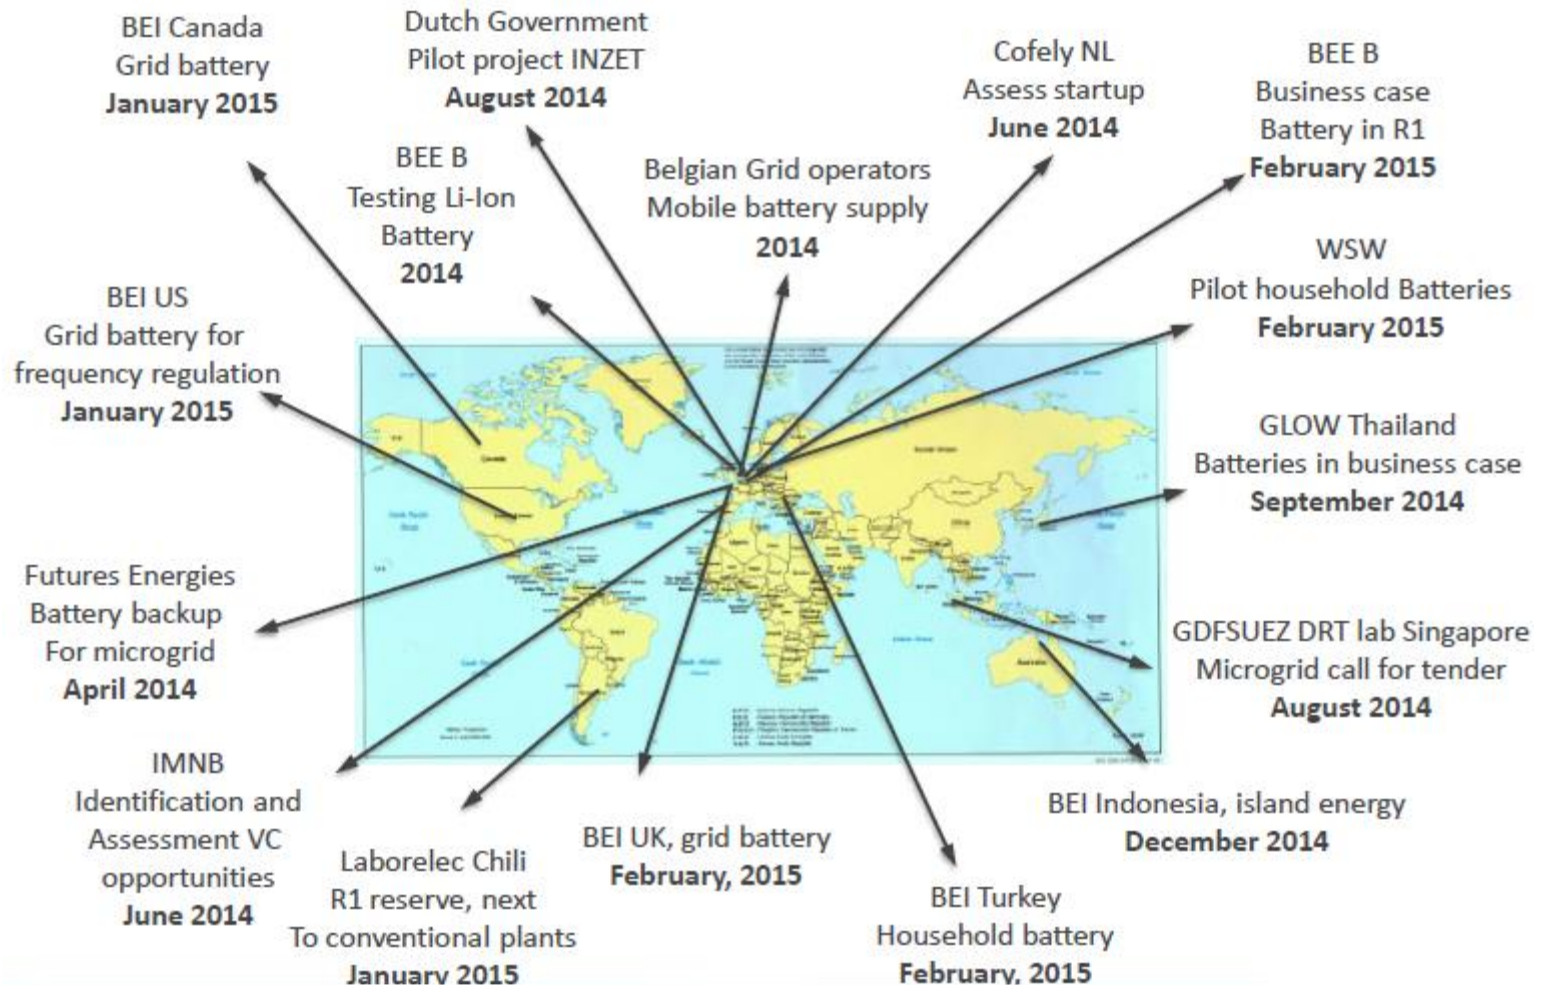 BEI Canada
Grid battery
January 2015
Dutch Government
Pilot project INZET
August 2014
BEE B
Testing Li-Ion
Battery
2014
Belgian Grid operators
Mobile battery supply
2014
Cofely NL
Assess startup
June 2014
BEE B
Business case
Battery in R1
February 2015
WSW
Pilot household Batteries
February 2015
BEI US
Grid battery for
frequency regulation
January 2015
GLOW Thailand
Batteries in business case
September 2014
Futures Energies
Battery backup
For microgrid
April 2014
GDFSUEZ DRT lab Singapore
Microgrid call for tender
August 2014
IMNB
Identification and
Assessment VC
opportunities
June 2014
Laborelec Chili
R1 reserve, next
To conventional plants
January 2015
BEI UK, grid battery
February, 2015
BEI Turkey
Household battery
February, 2015
BEI Indonesia, island energy
December 2014
Canada